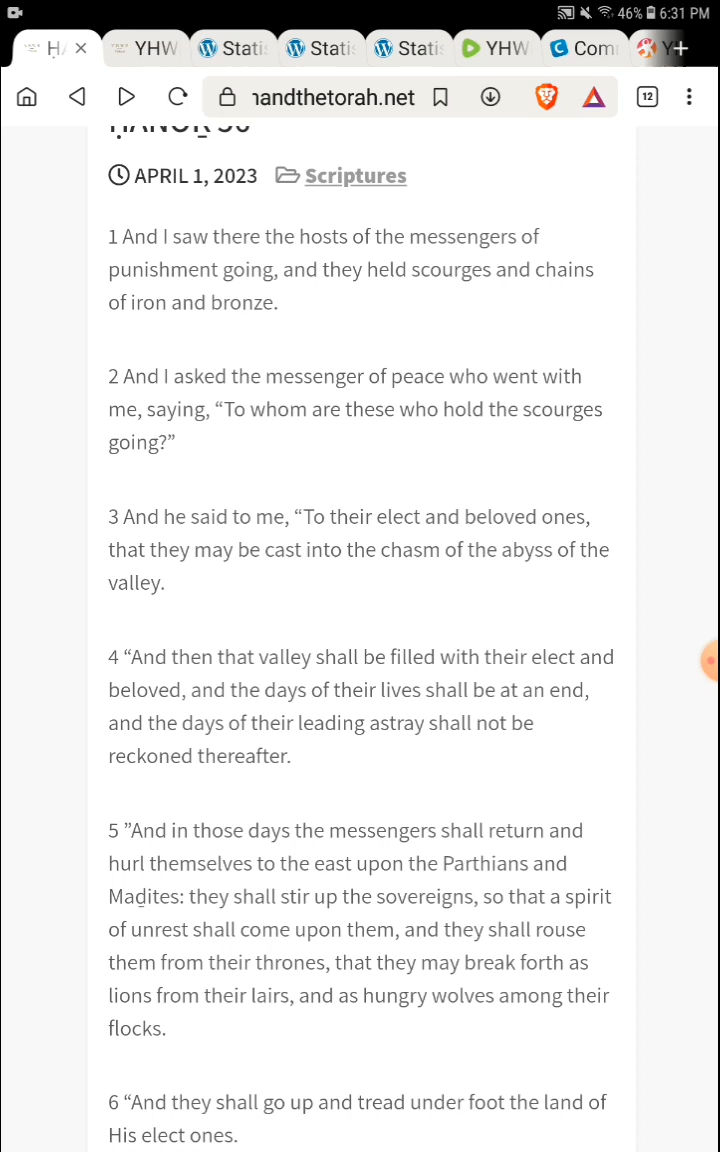 46% 6:31 PM
Ḥ/ YHW Stati Stati Stati YHW Com Y +
handthetorah.net 12
APRIL 1, 2023 Scriptures
1 And I saw there the hosts of the messengers of
punishment going, and they held scourges and chains
of iron and bronze.
2 And I asked the messenger of peace who went with
me, saying, “To whom are these who hold the scourges
going?”
3 And he said to me, “To their elect and beloved ones,
that they may be cast into the chasm of the abyss of the
valley.
4 “And then that valley shall be filled with their elect and
beloved, and the days of their lives shall be at an end,
and the days of their leading astray shall not be
reckoned thereafter.
5 ”And in those days the messengers shall return and
hurl themselves to the east upon the Parthians and
Maḏites: they shall stir up the sovereigns, so that a spirit
of unrest shall come upon them, and they shall rouse
them from their thrones, that they may break forth as
lions from their lairs, and as hungry wolves among their
flocks.
6 “And they shall go up and tread under foot the land of
His elect ones.